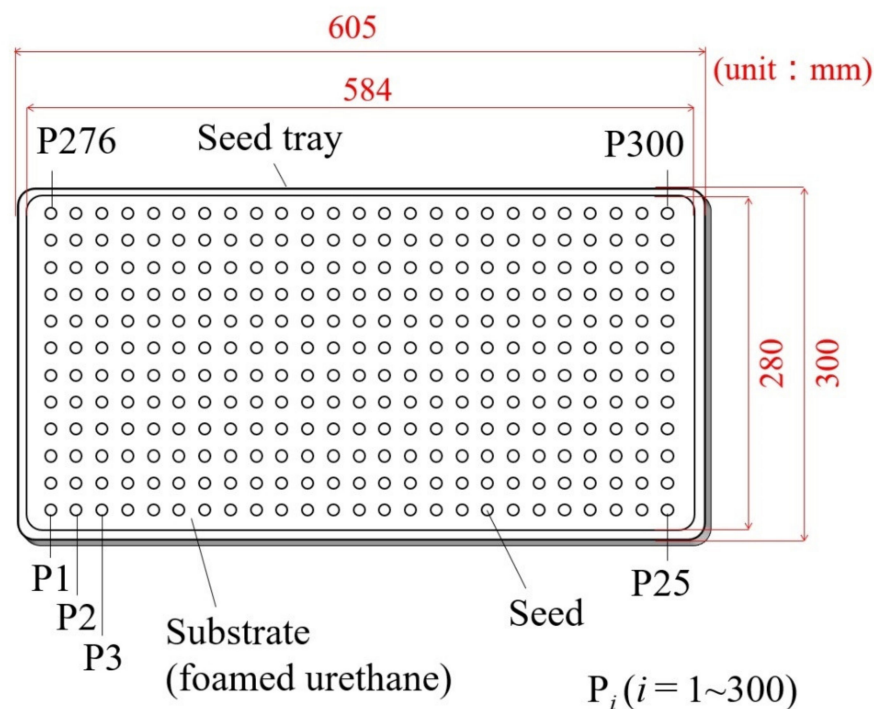 605
(unit：mm)
584
P276
Seed tray
P300
280
300
P1
P2
P3
Substrate
(foamed urethane)
Seed
P25
Pᵢ (i = 1~300)